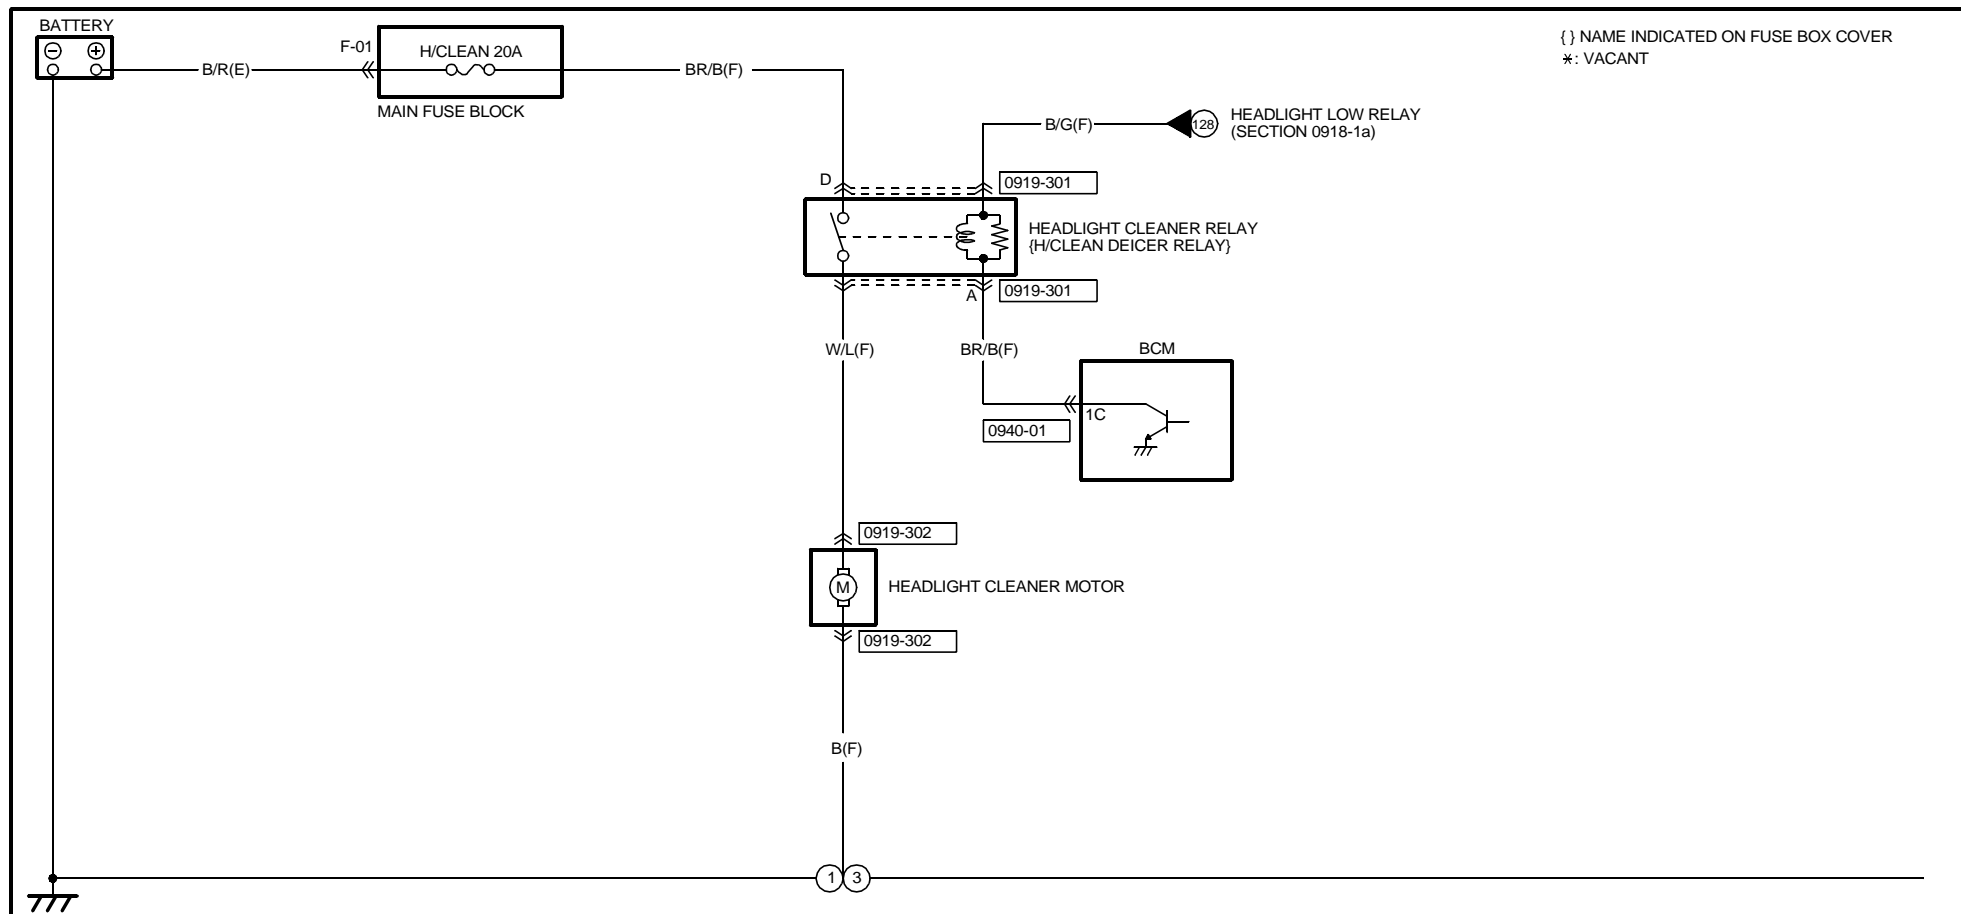 BATTERY
F-01
H/CLEAN 20A
B/R(E)
BR/B(F)
MAIN FUSE BLOCK
{ } NAME INDICATED ON FUSE BOX COVER
*: VACANT
B/G(F)
128
HEADLIGHT LOW RELAY
(SECTION 0918-1a)
D
0919-301
HEADLIGHT CLEANER RELAY
{H/CLEAN DEICER RELAY}
A
0919-301
W/L(F)
BR/B(F)
BCM
1C
0940-01
0919-302
M
HEADLIGHT CLEANER MOTOR
0919-302
B(F)
1
3